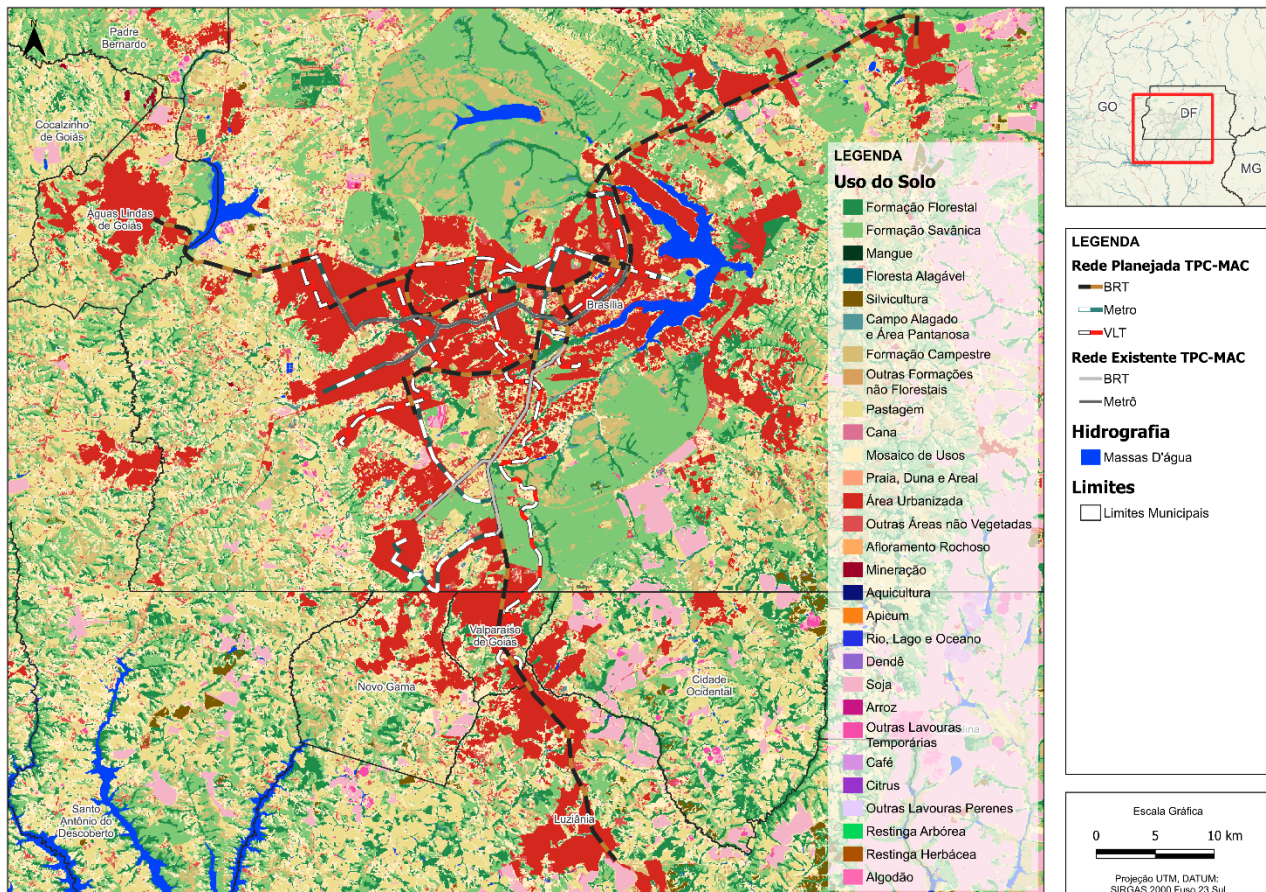 N
Padre
Bernardo
Cocalzinho
de Goiás
Águas Lindas
de Goiás
Brasília
Valparaíso
de Goiás
Novo Gama
Cidade
Ocidental
Santo
Antônio do
Descoberto
Luziânia
LEGENDA
Uso do Solo
Formação Florestal
Formação Savânica
Mangue
Floresta Alagável
Silvicultura
Campo Alagado
e Área Pantanosa
Formação Campestre
Outras Formações
não Florestais
Pastagem
Cana
Mosaico de Usos
Praia, Duna e Areal
Área Urbanizada
Outras Áreas não Vegetadas
Afloramento Rochoso
Mineração
Aquicultura
Apicum
Rio, Lago e Oceano
Dendê
Soja
Arroz
Outras Lavouras
Temporárias
Café
Citrus
Outras Lavouras Perenes
Restinga Arbórea
Restinga Herbácea
Algodão
GO
DF
MG
LEGENDA
Rede Planejada TPC-MAC
BRT
Metro
VLT
Rede Existente TPC-MAC
BRT
Metrô
Hidrografia
Massas D'água
Limites
Limites Municipais
Escala Gráfica
0 5 10 km
Projeção UTM, DATUM:
SIRGAS 2000 Fuso 23 Sul